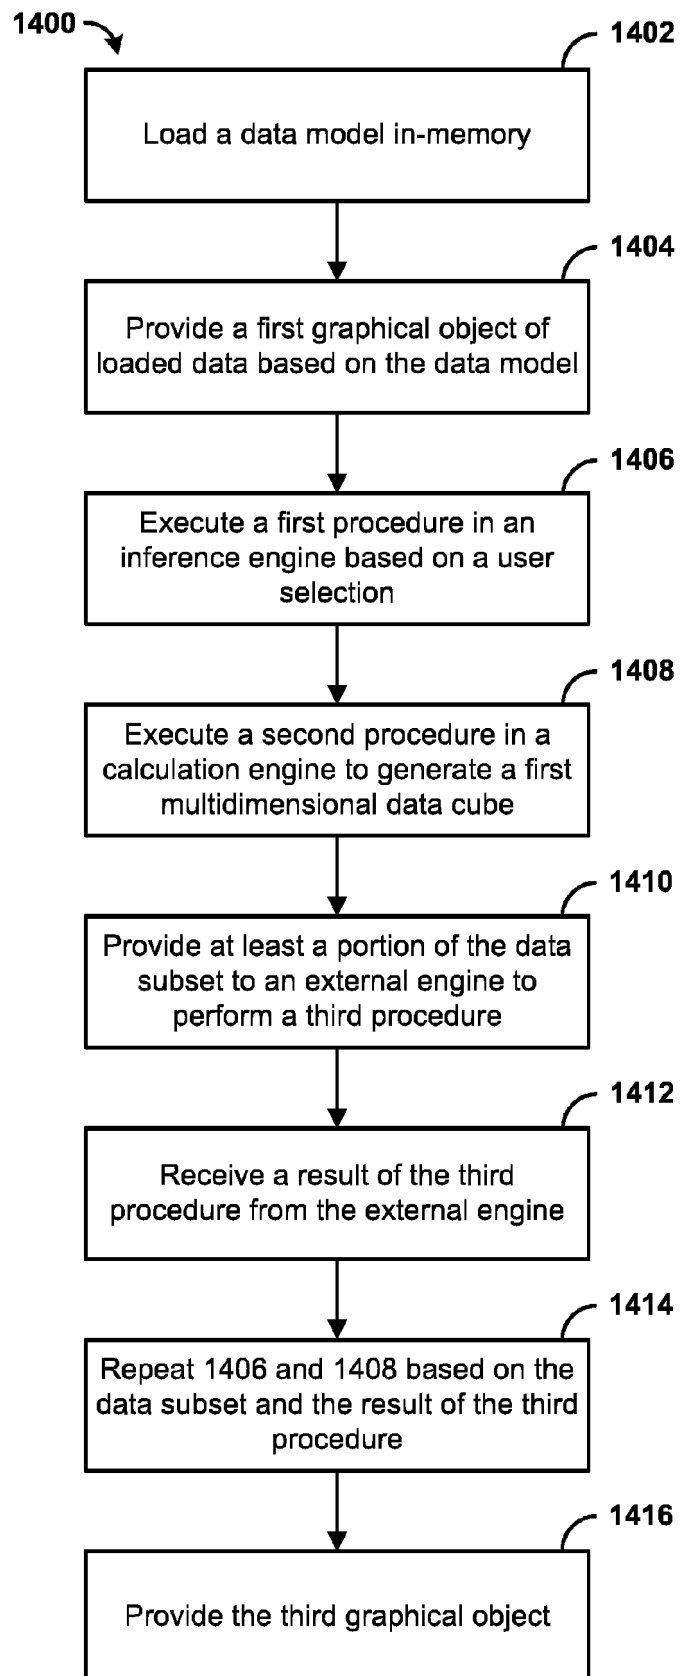 1400
1402
Load a data model in-memory
1404
Provide a first graphical object of
loaded data based on the data model
1406
Execute a first procedure in an
inference engine based on a user
selection
1408
Execute a second procedure in a
calculation engine to generate a first
multidimensional data cube
1410
Provide at least a portion of the data
subset to an external engine to
perform a third procedure
1412
Receive a result of the third
procedure from the external engine
1414
Repeat 1406 and 1408 based on the
data subset and the result of the third
procedure
1416
Provide the third graphical object